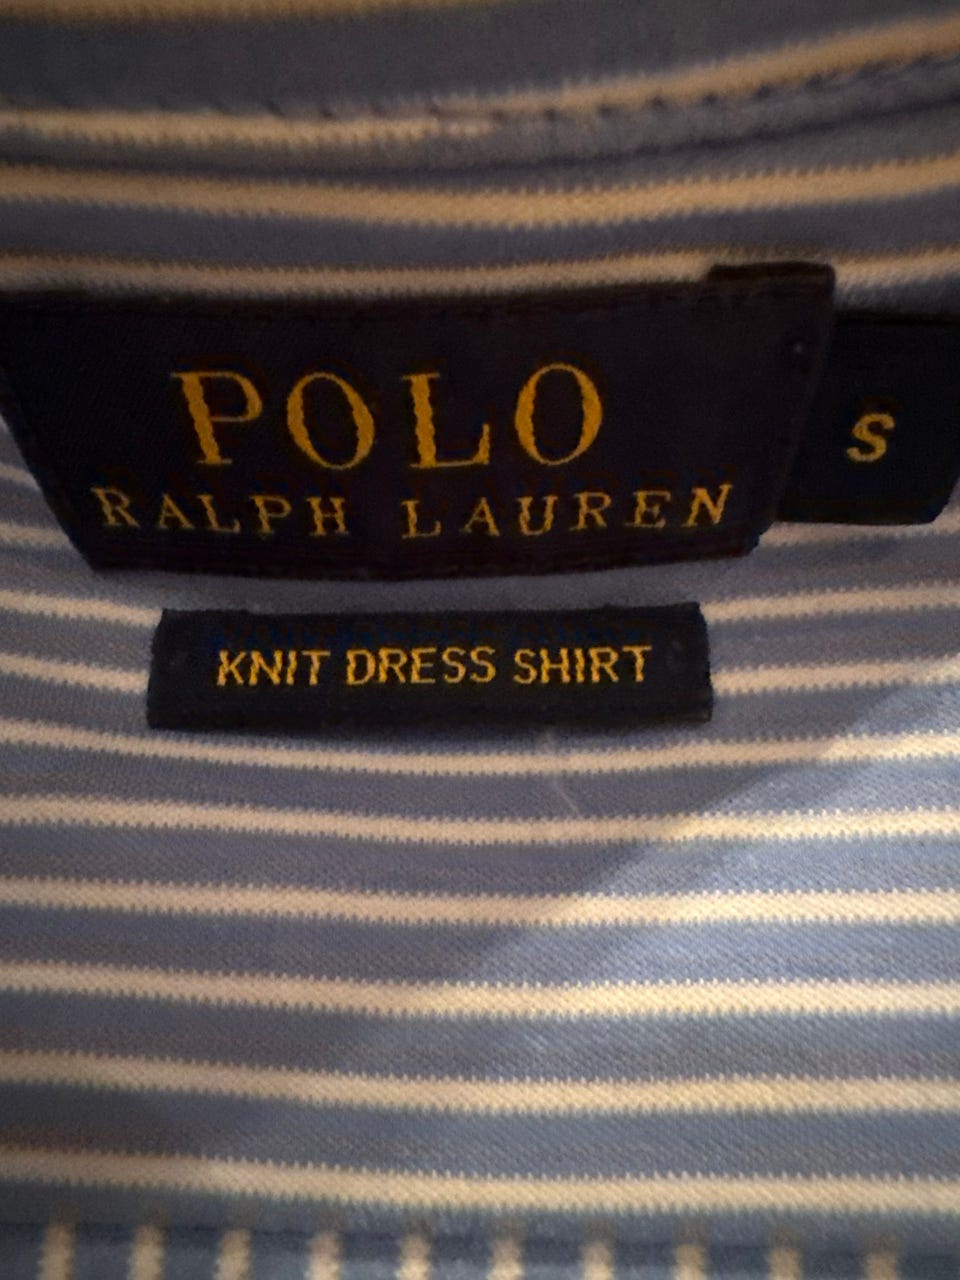 POLO
RALPH LAUREN
S
KNIT DRESS SHIRT